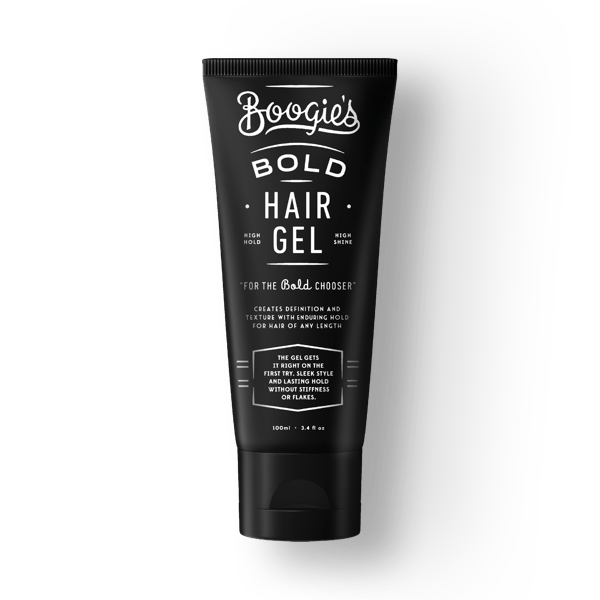 Boogie's
BOLD
HAIR
GEL
HIGH
HOLD
HIGH
SHINE
"FOR THE Bold CHOOSER"
CREATES DEFINITION AND
TEXTURE WITH ENDURING HOLD
FOR HAIR OF ANY LENGTH
THE GEL GETS
IT RIGHT ON THE
FIRST TRY. SLEEK STYLE
AND LASTING HOLD
WITHOUT STIFFNESS
OR FLAKES.
100ml · 3.4 fl oz